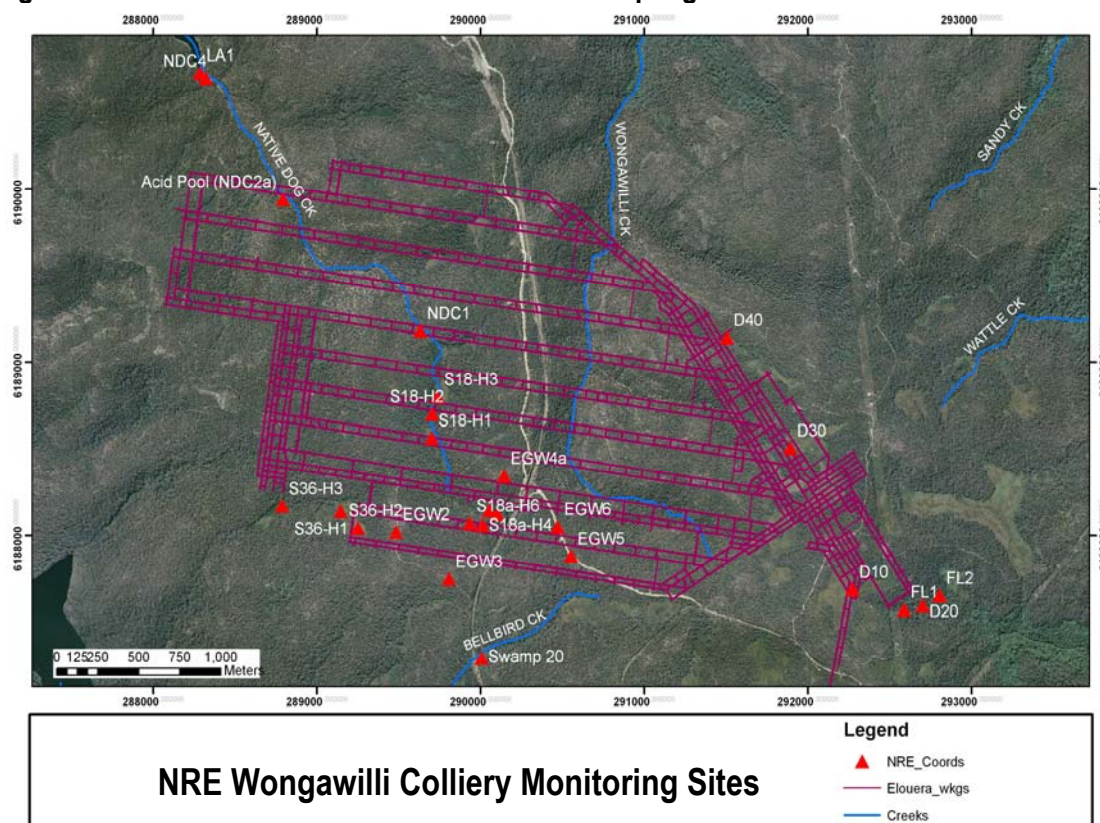 288000 289000 290000 291000 292000 293000
NDC4 LA1
NATIVE DOG CK
WONGAWILLI CK
SANDY CK
6190000
Acid Pool (NDC2a)
NDC1
D40
WATTLE CK
6189000
S18-H3
S18-H2
S18-H1
D30
EGW4a
S36-H3
S36-H2
S36-H1
EGW2
S18a-H6
S18a-H4
EGW6
EGW5
6188000
EGW3
D10
FL1
FL2
D20
BELLBIRD CK
Swamp 20
0 125250 500 750 1,000
Meters
288000 289000 290000 291000 292000 293000
NRE Wongawilli Colliery Monitoring Sites
Legend
NRE_Coords
Elouera_wkgs
Creeks